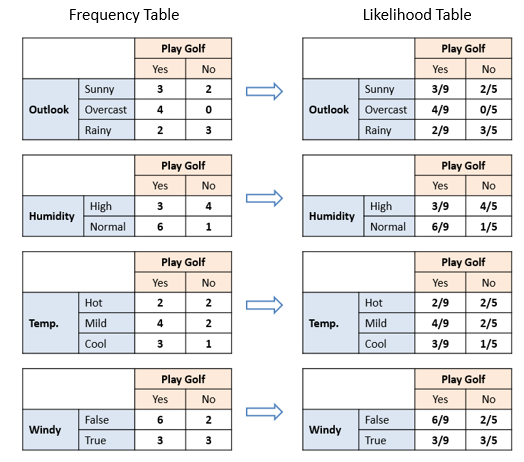 Frequency Table Likelihood Table
Play Golf Play Golf
Yes No Yes No
Sunny 3 2 Sunny 3/9 2/5
Outlook Overcast 4 0 Outlook Overcast 4/9 0/5
Rainy 2 3 Rainy 2/9 3/5
Play Golf Play Golf
Yes No Yes No
Humidity High 3 4 Humidity High 3/9 4/5
Normal 6 1 Normal 6/9 1/5
Play Golf Play Golf
Yes No Yes No
Hot 2 2 Hot 2/9 2/5
Temp. Mild 4 2 Temp. Mild 4/9 2/5
Cool 3 1 Cool 3/9 1/5
Play Golf Play Golf
Yes No Yes No
Windy False 6 2 Windy False 6/9 2/5
True 3 3 True 3/9 3/5